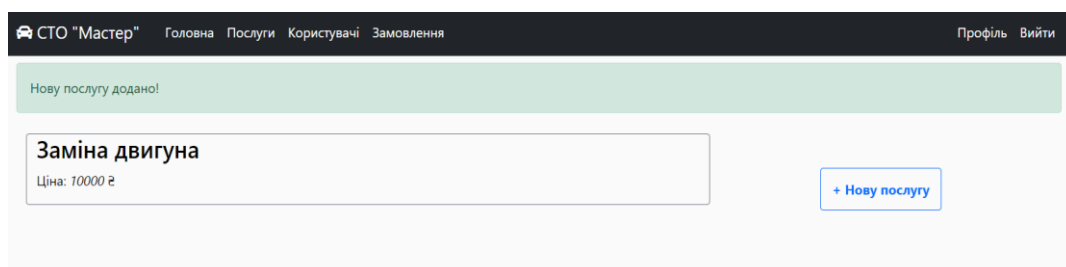 СТО "Мастер" Головна Послуги Користувачі Замовлення Профіль Вийти
Нову послугу додано!
Заміна двигуна
Ціна: 10000 ₴
+ Нову послугу